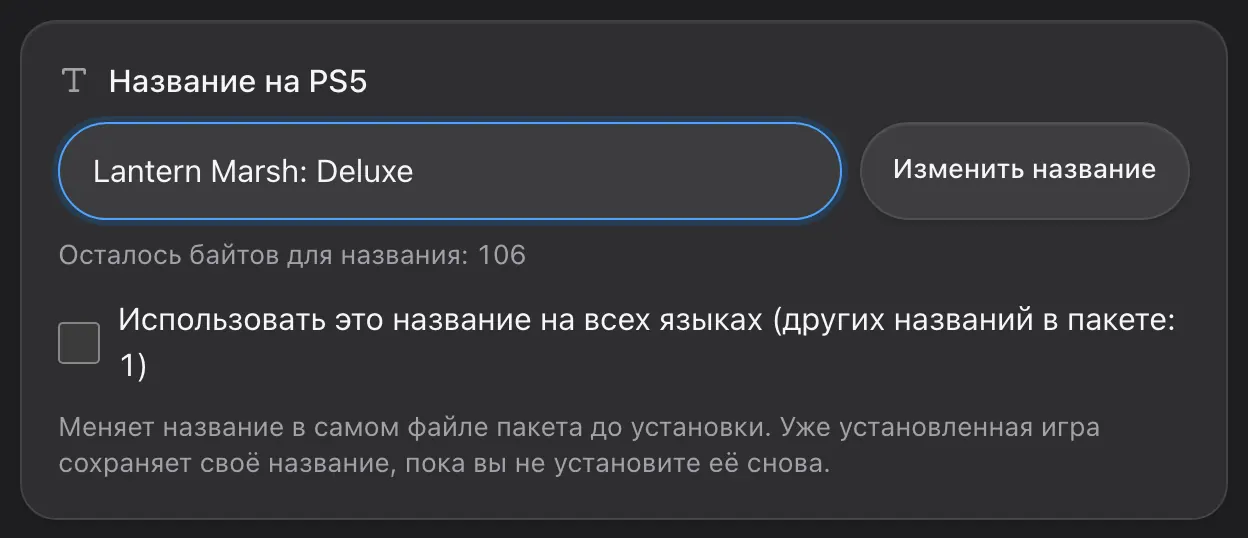 Название на PS5
Lantern Marsh: Deluxe
Изменить название
Осталось байтов для названия: 106
Использовать это название на всех языках (других названий в пакете:
1)
Меняет название в самом файле пакета до установки. Уже установленная игра
сохраняет своё название, пока вы не установите её снова.